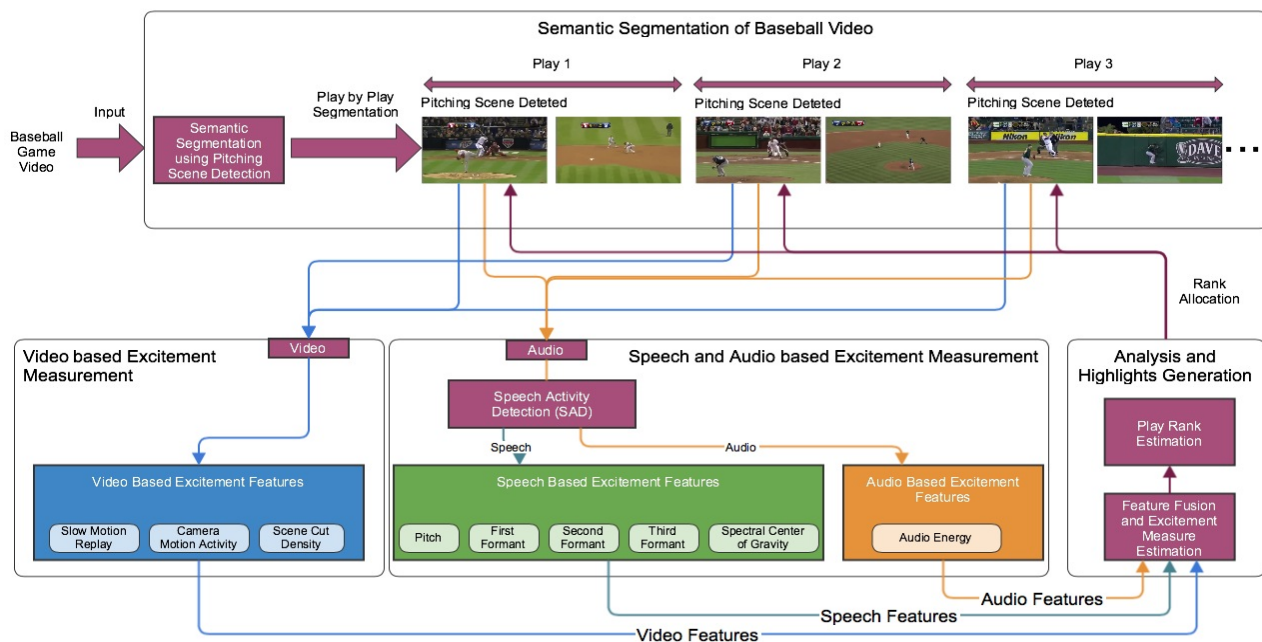 Semantic Segmentation of Baseball Video
Play 1
Play 2
Play 3
Input
Play by Play
Segmentation
Pitching Scene Deteted
Pitching Scene Deteted
Pitching Scene Deteted
Baseball
Game
Video
Semantic
Segmentation
using Pitching
Scene Detection
Nikon
Nikon
DAVE
Rank
Allocation
Video based Excitement
Measurement
Video
Audio
Speech and Audio based Excitement Measurement
Analysis and
Highlights Generation
Speech Activity
Detection (SAD)
Speech
Audio
Play Rank
Estimation
Video Based Excitement Features
Slow Motion
Replay
Camera
Motion Activity
Scene Cut
Density
Speech Based Excitement Features
Pitch
First
Formant
Second
Formant
Third
Formant
Spectral Center
of Gravity
Audio Based Excitement
Features
Audio Energy
Feature Fusion
and Excitement
Measure
Estimation
Audio Features
Speech Features
Video Features